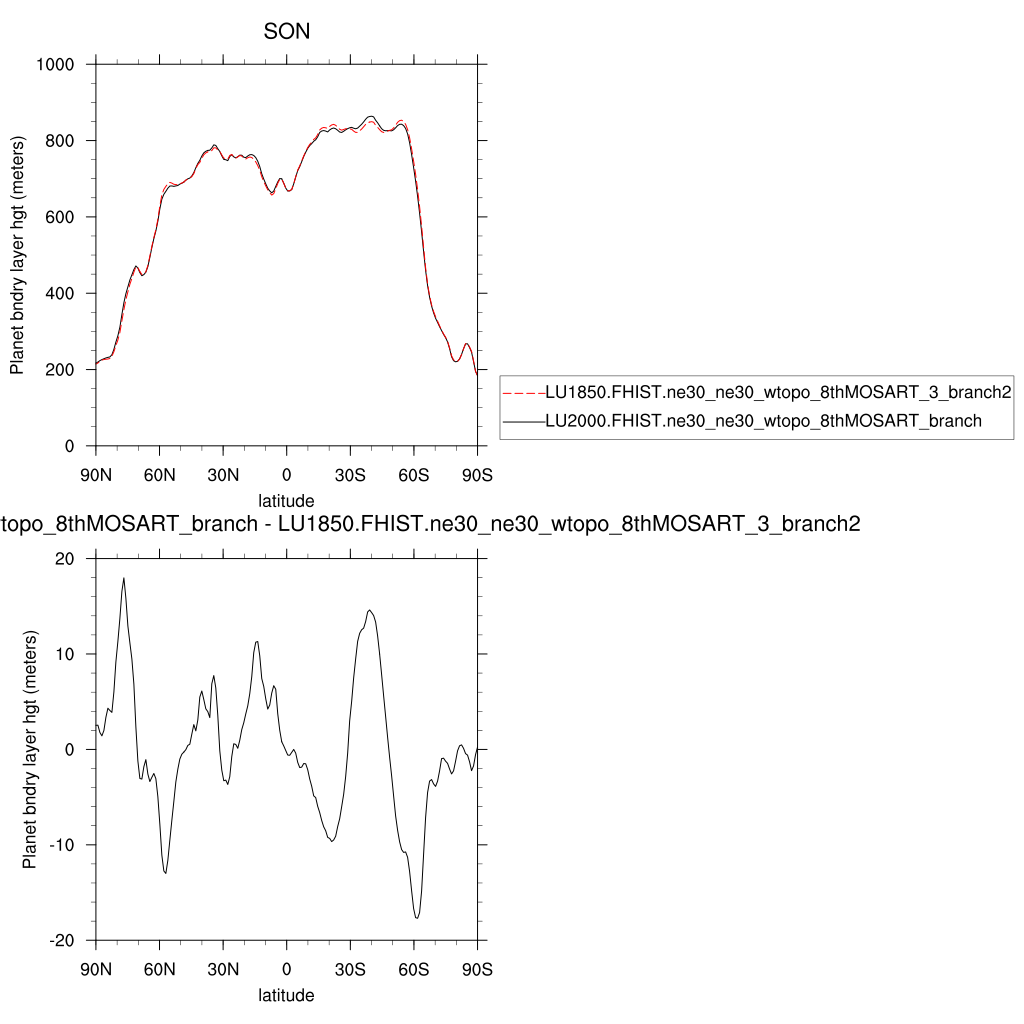 SON
1000
800
600
400
200
0
Planet bndry layer hgt (meters)
90N 60N 30N 0 30S 60S 90S
latitude
LU1850.FHIST.ne30_ne30_wtopo_8thMOSART_3_branch2
LU2000.FHIST.ne30_ne30_wtopo_8thMOSART_branch
topo_8thMOSART_branch - LU1850.FHIST.ne30_ne30_wtopo_8thMOSART_3_branch2
20
10
0
-10
-20
Planet bndry layer hgt (meters)
90N 60N 30N 0 30S 60S 90S
latitude